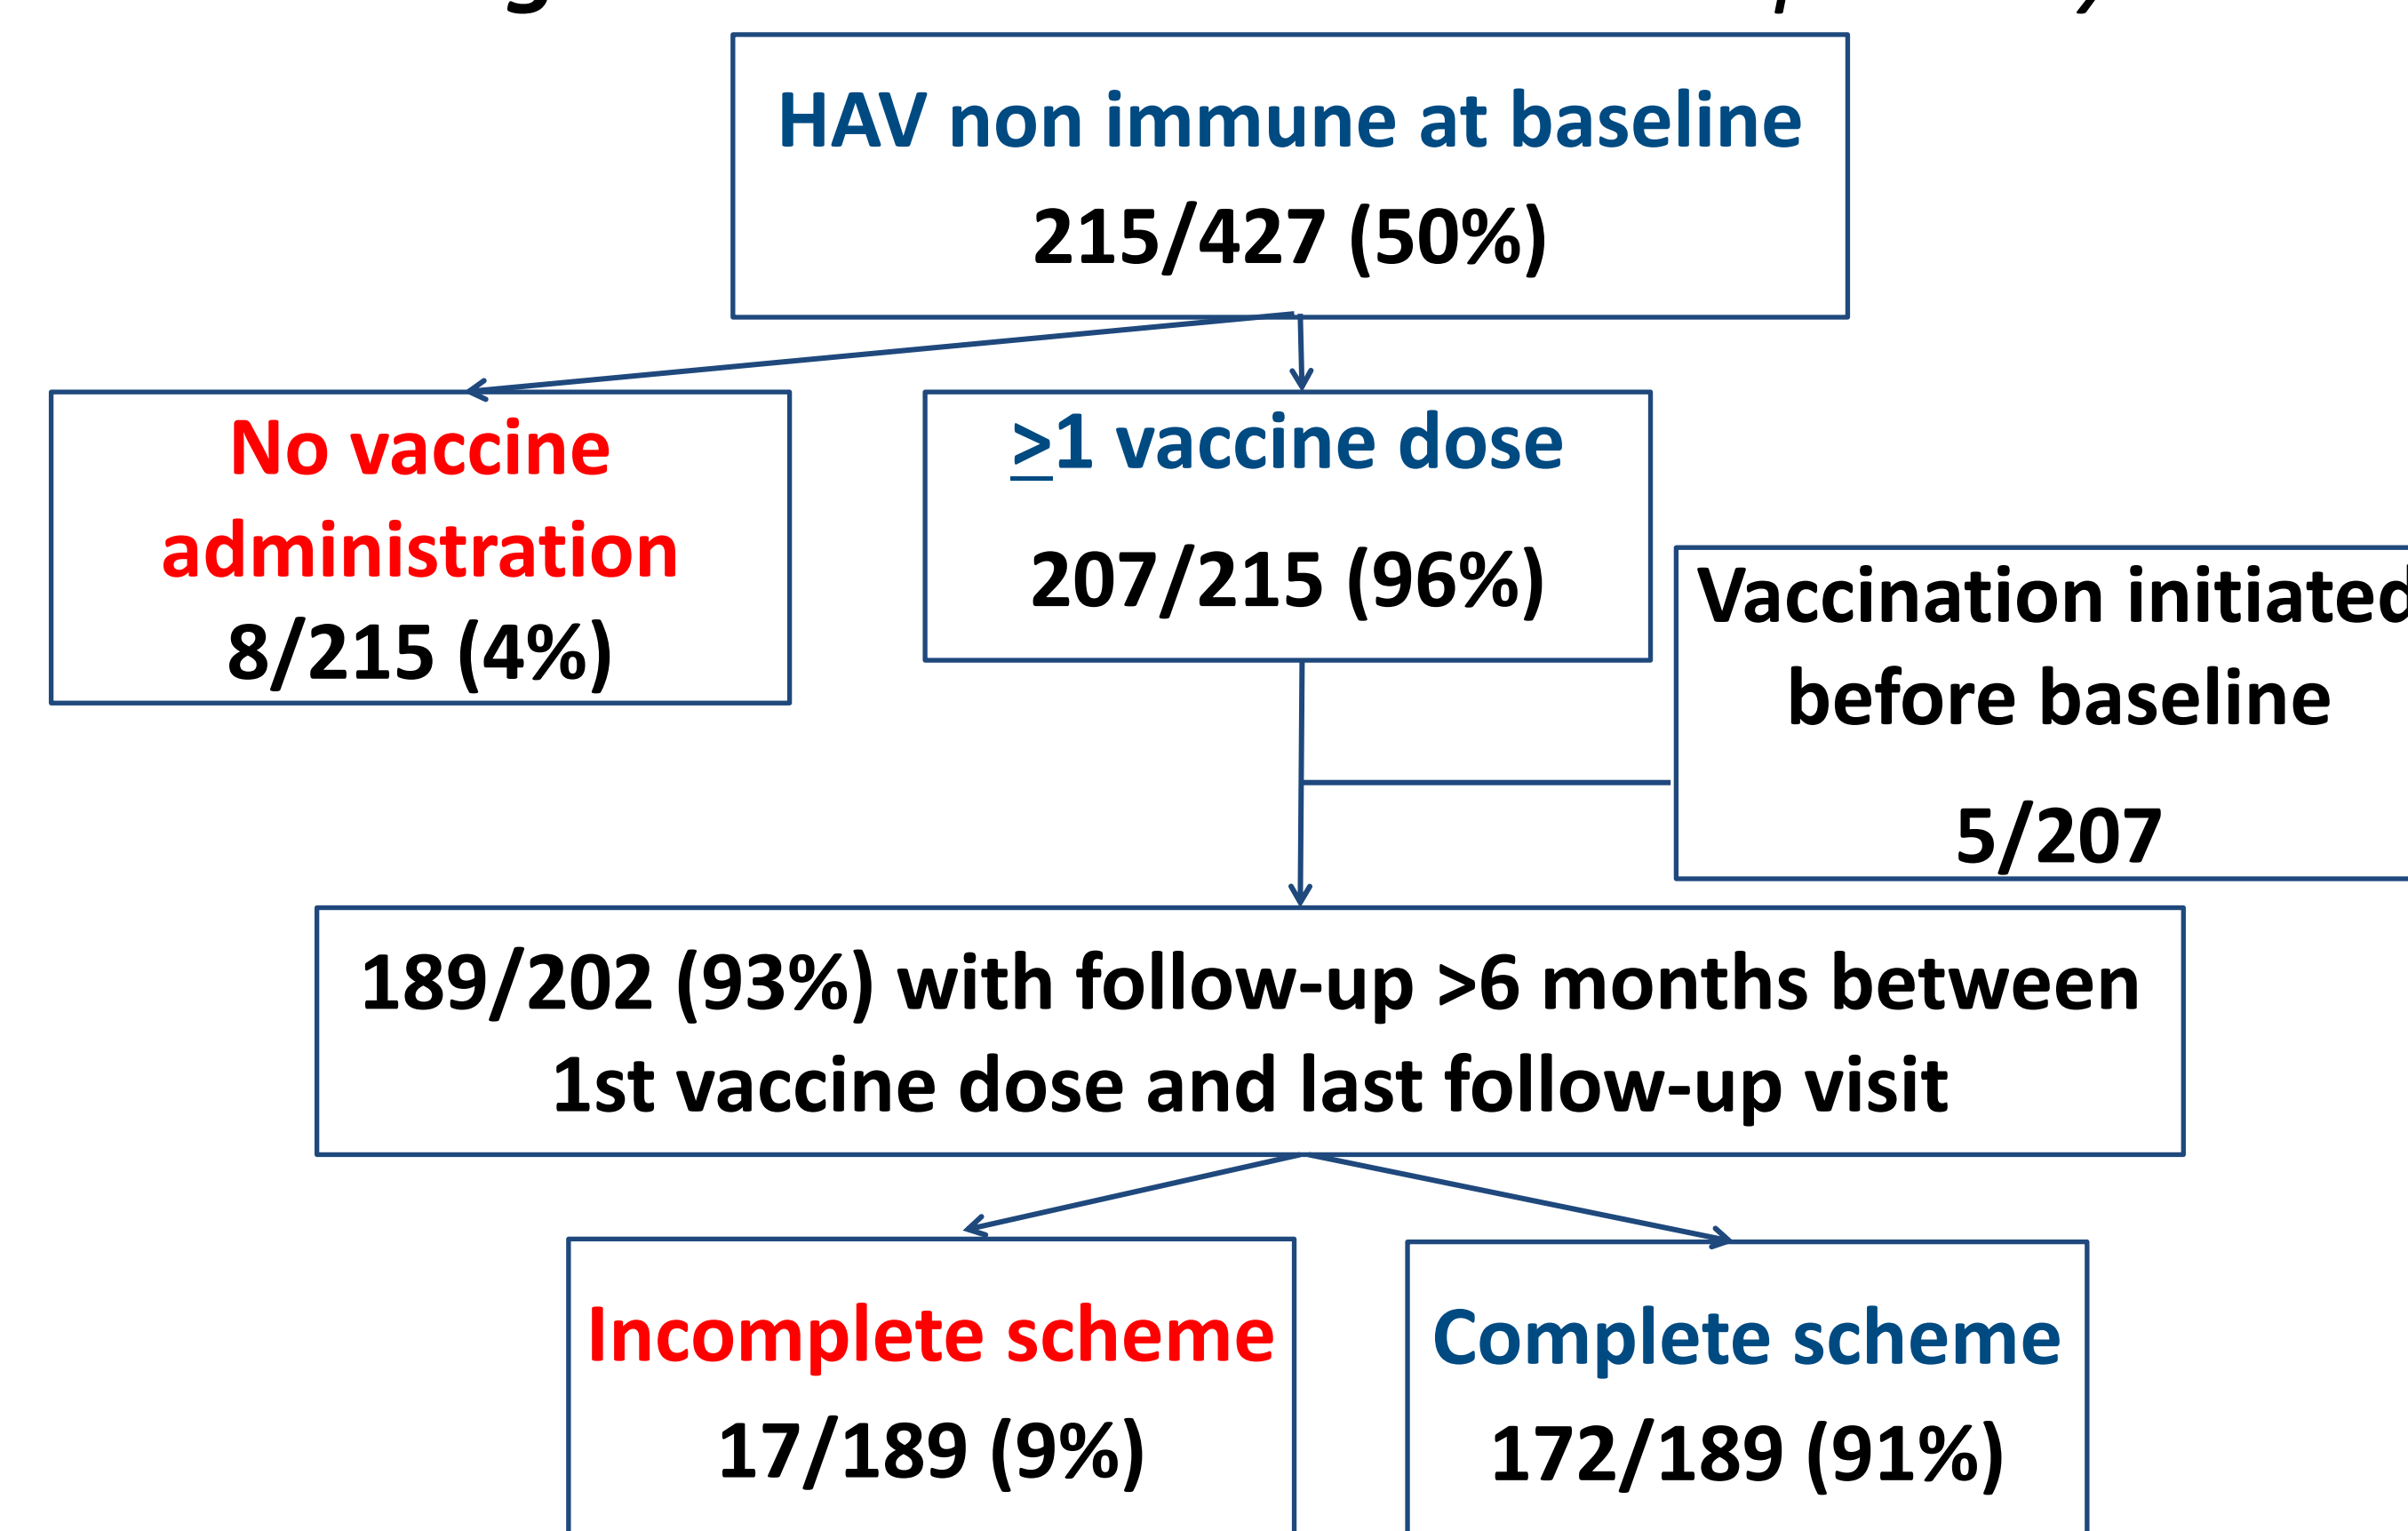 HAV non immune at baseline
215/427 (50%)
No vaccine
administration
8/215 (4%)
≥1 vaccine dose
207/215 (96%)
Vaccination initiated
before baseline
5/207
189/202 (93%) with follow-up >6 months between
1st vaccine dose and last follow-up visit
Incomplete scheme
17/189 (9%)
Complete scheme
172/189 (91%)